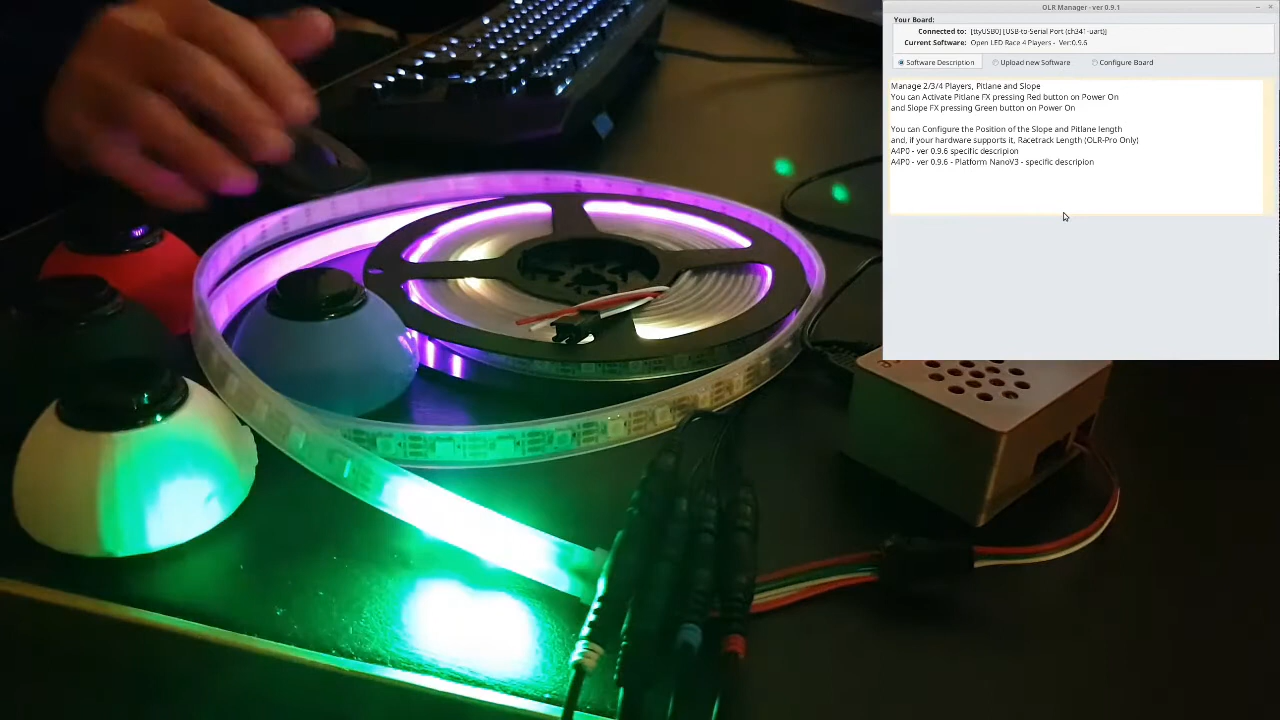 OLR Manager - ver 0.9.1
Your Board:
Connected to: [ttyUSB0] [USB-to-Serial Port (ch341-uart)]
Current Software: Open LED Race 4 Players - Ver:0.9.6
Software Description Upload new Software Configure Board
Manage 2/3/4 Players, Pitlane and Slope
You can Activate Pitlane FX pressing Red button on Power On
and Slope FX pressing Green button on Power On
You can Configure the Position of the Slope and Pitlane length
and, if your hardware supports it, Racetrack Length (OLR-Pro Only)
A4P0 - ver 0.9.6 specific descripion
A4P0 - ver 0.9.6 - Platform NanoV3 - specific descripion